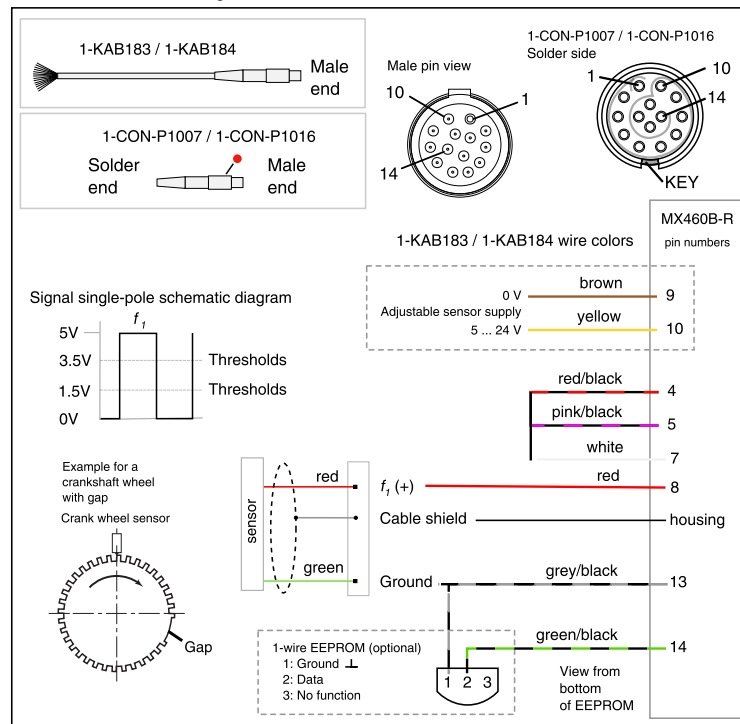 1-KAB183 / 1-KAB184
Male
end
1-CON-P1007 / 1-CON-P1016
Solder
end
Male
end
Male pin view
10
1
14
1-CON-P1007 / 1-CON-P1016
Solder side
1
10
14
KEY
MX460B-R
pin numbers
1-KAB183 / 1-KAB184 wire colors
0 V
brown
9
Adjustable sensor supply
5 ... 24 V
yellow
10
Signal single-pole schematic diagram
f1
5V
3.5V
Thresholds
1.5V
Thresholds
0V
red/black
4
pink/black
5
white
7
Example for a
crankshaft wheel
with gap
Crank wheel sensor
Gap
sensor
red
f1 (+)
red
8
Cable shield
housing
green
Ground
grey/black
13
green/black
14
1-wire EEPROM (optional)
1: Ground ⊥
2: Data
3: No function
1 2 3
View from
bottom
of EEPROM